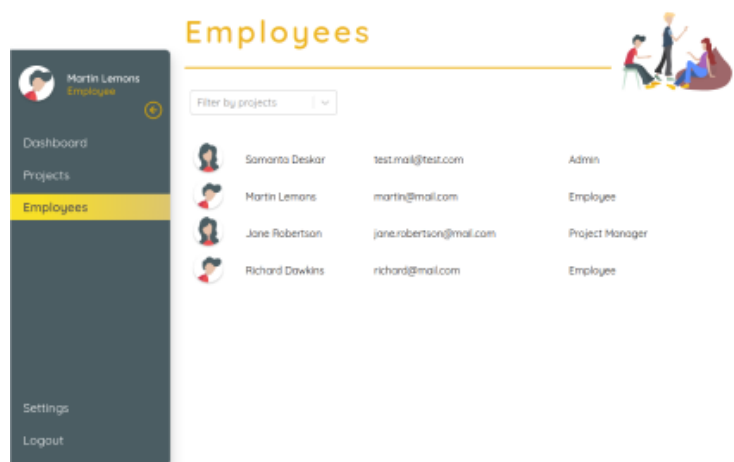 Employees
Martin Lemons
Employee
Dashboard
Projects
Employees
Settings
Logout
Filter by projects
Samanta Deskar test.mail@test.com Admin
Martin Lemons martin@mail.com Employee
Jane Robertson jane.robertson@mail.com Project Manager
Richard Dawkins richard@mail.com Employee